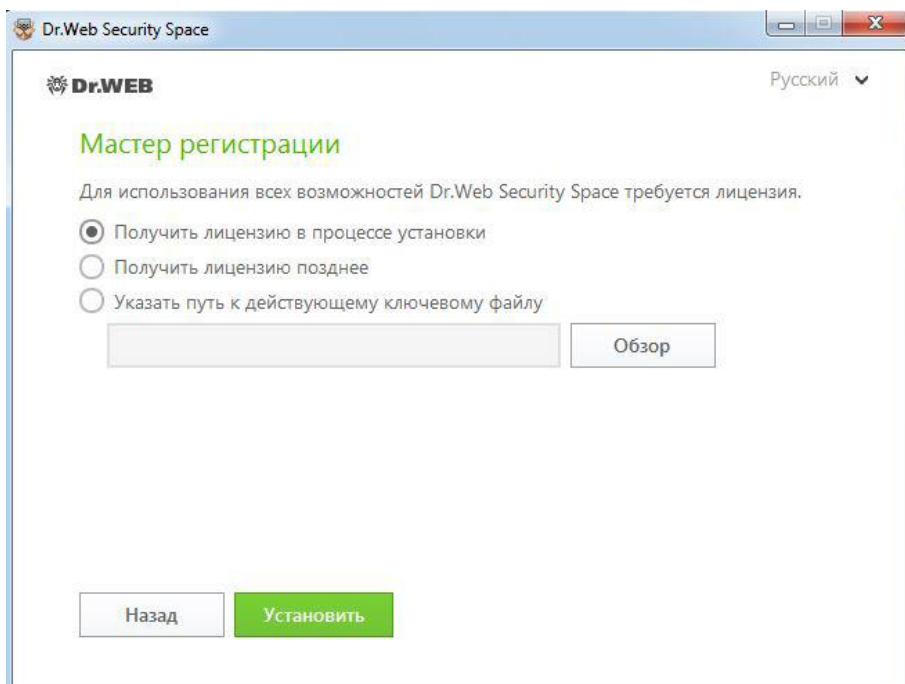 Dr.Web Security Space
Dr.WEB
Русский
Мастер регистрации
Для использования всех возможностей Dr.Web Security Space требуется лицензия.
Получить лицензию в процессе установки
Получить лицензию позднее
Указать путь к действующему ключевому файлу
Обзор
Назад
Установить